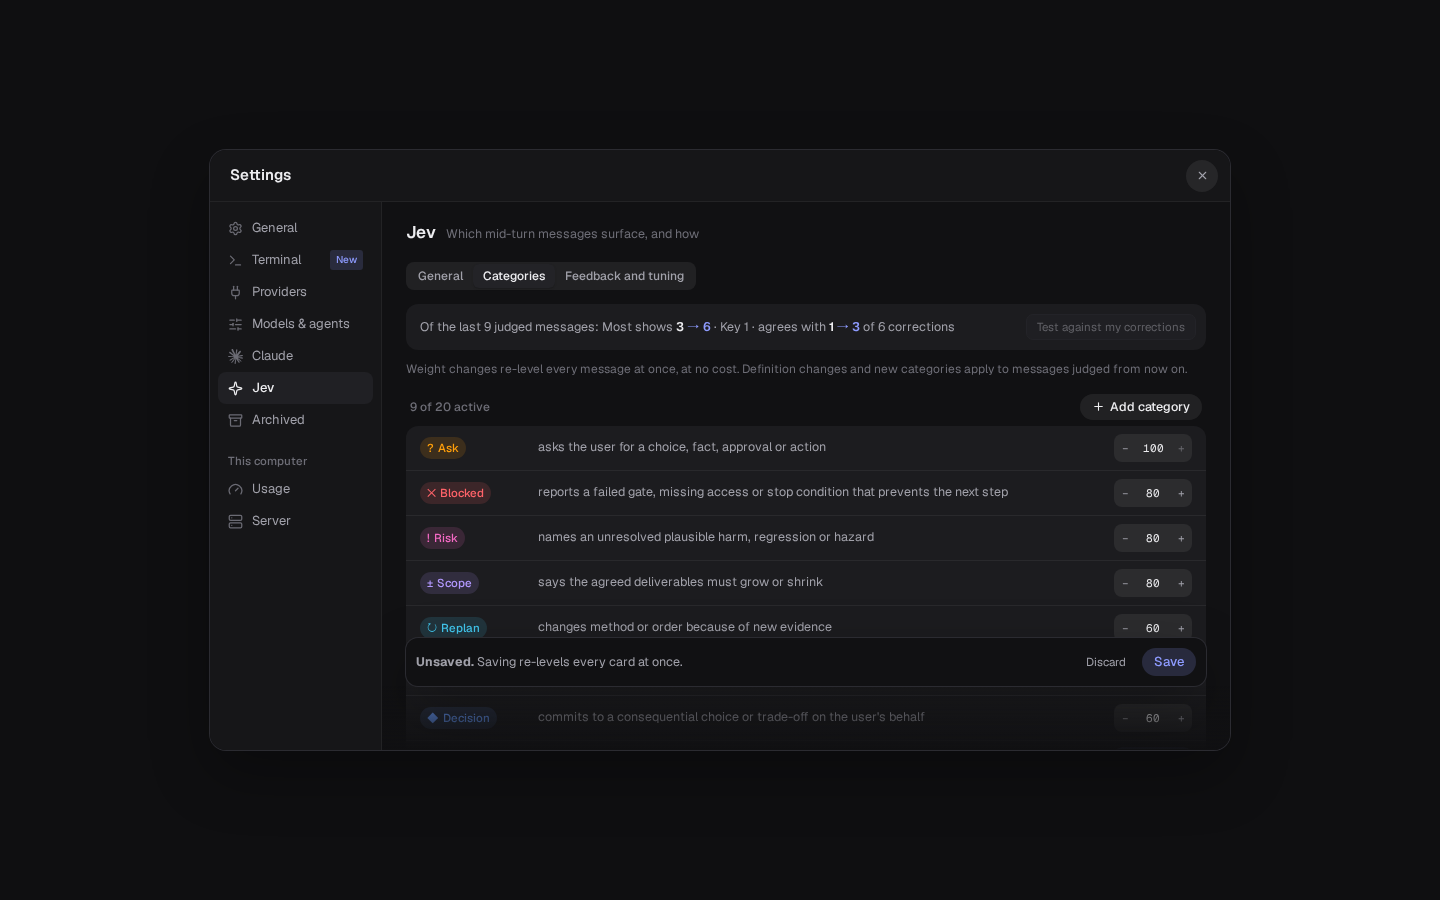 Settings
General
Terminal New
Providers
Models & agents
Claude
Jev
Archived
This computer
Usage
Server
Jev Which mid-turn messages surface, and how
General Categories Feedback and tuning
Of the last 9 judged messages: Most shows 3 → 6 · Key 1 · agrees with 1 → 3 of 6 corrections Test against my corrections
Weight changes re-level every message at once, at no cost. Definition changes and new categories apply to messages judged from now on.
9 of 20 active + Add category
? Ask asks the user for a choice, fact, approval or action − 100 +
Blocked reports a failed gate, missing access or stop condition that prevents the next step − 80 +
! Risk names an unresolved plausible harm, regression or hazard − 80 +
± Scope says the agreed deliverables must grow or shrink − 80 +
Replan changes method or order because of new evidence − 60 +
Unsaved. Saving re-levels every card at once. Discard Save
◆ Decision commits to a consequential choice or trade-off on the user's behalf − 60 +